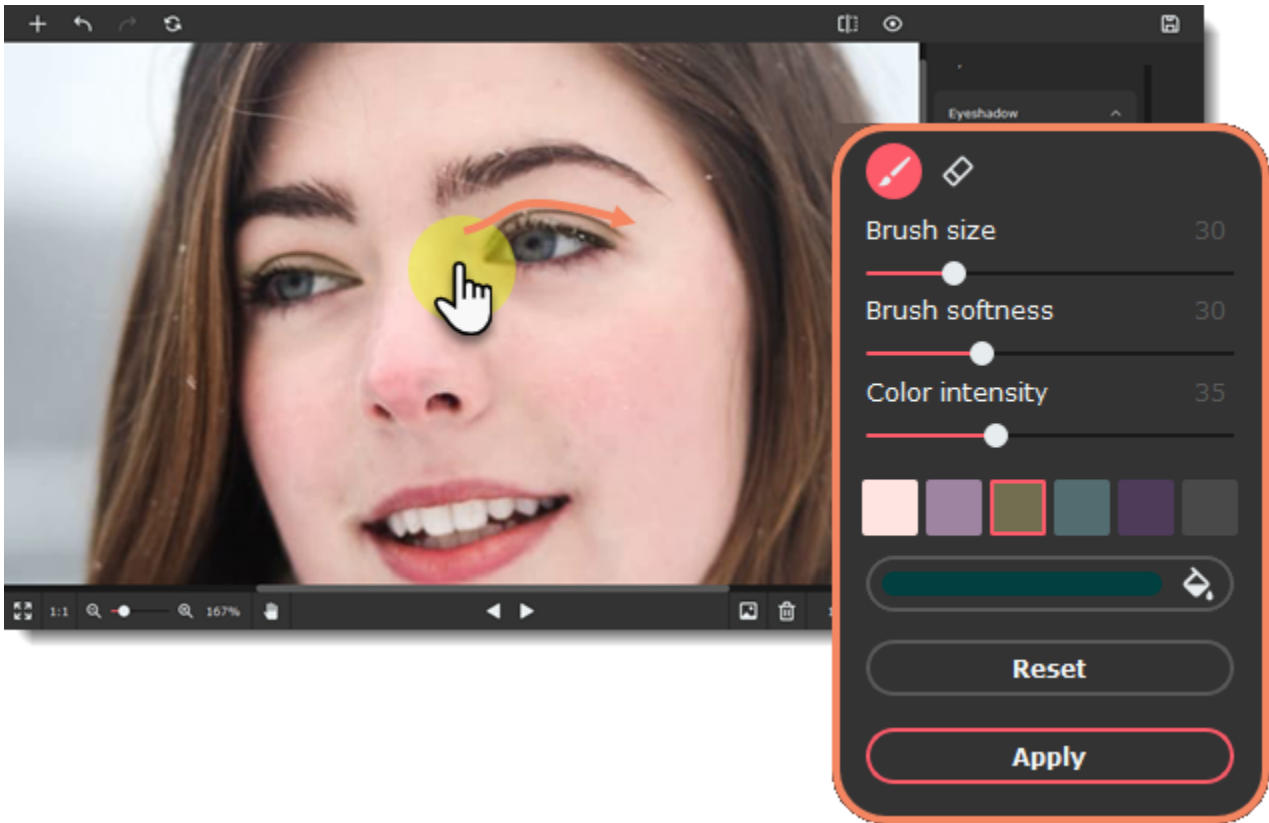 Eyeshadow
Brush size 30
Brush softness 30
Color intensity 35
1:1 167%
Reset
Apply